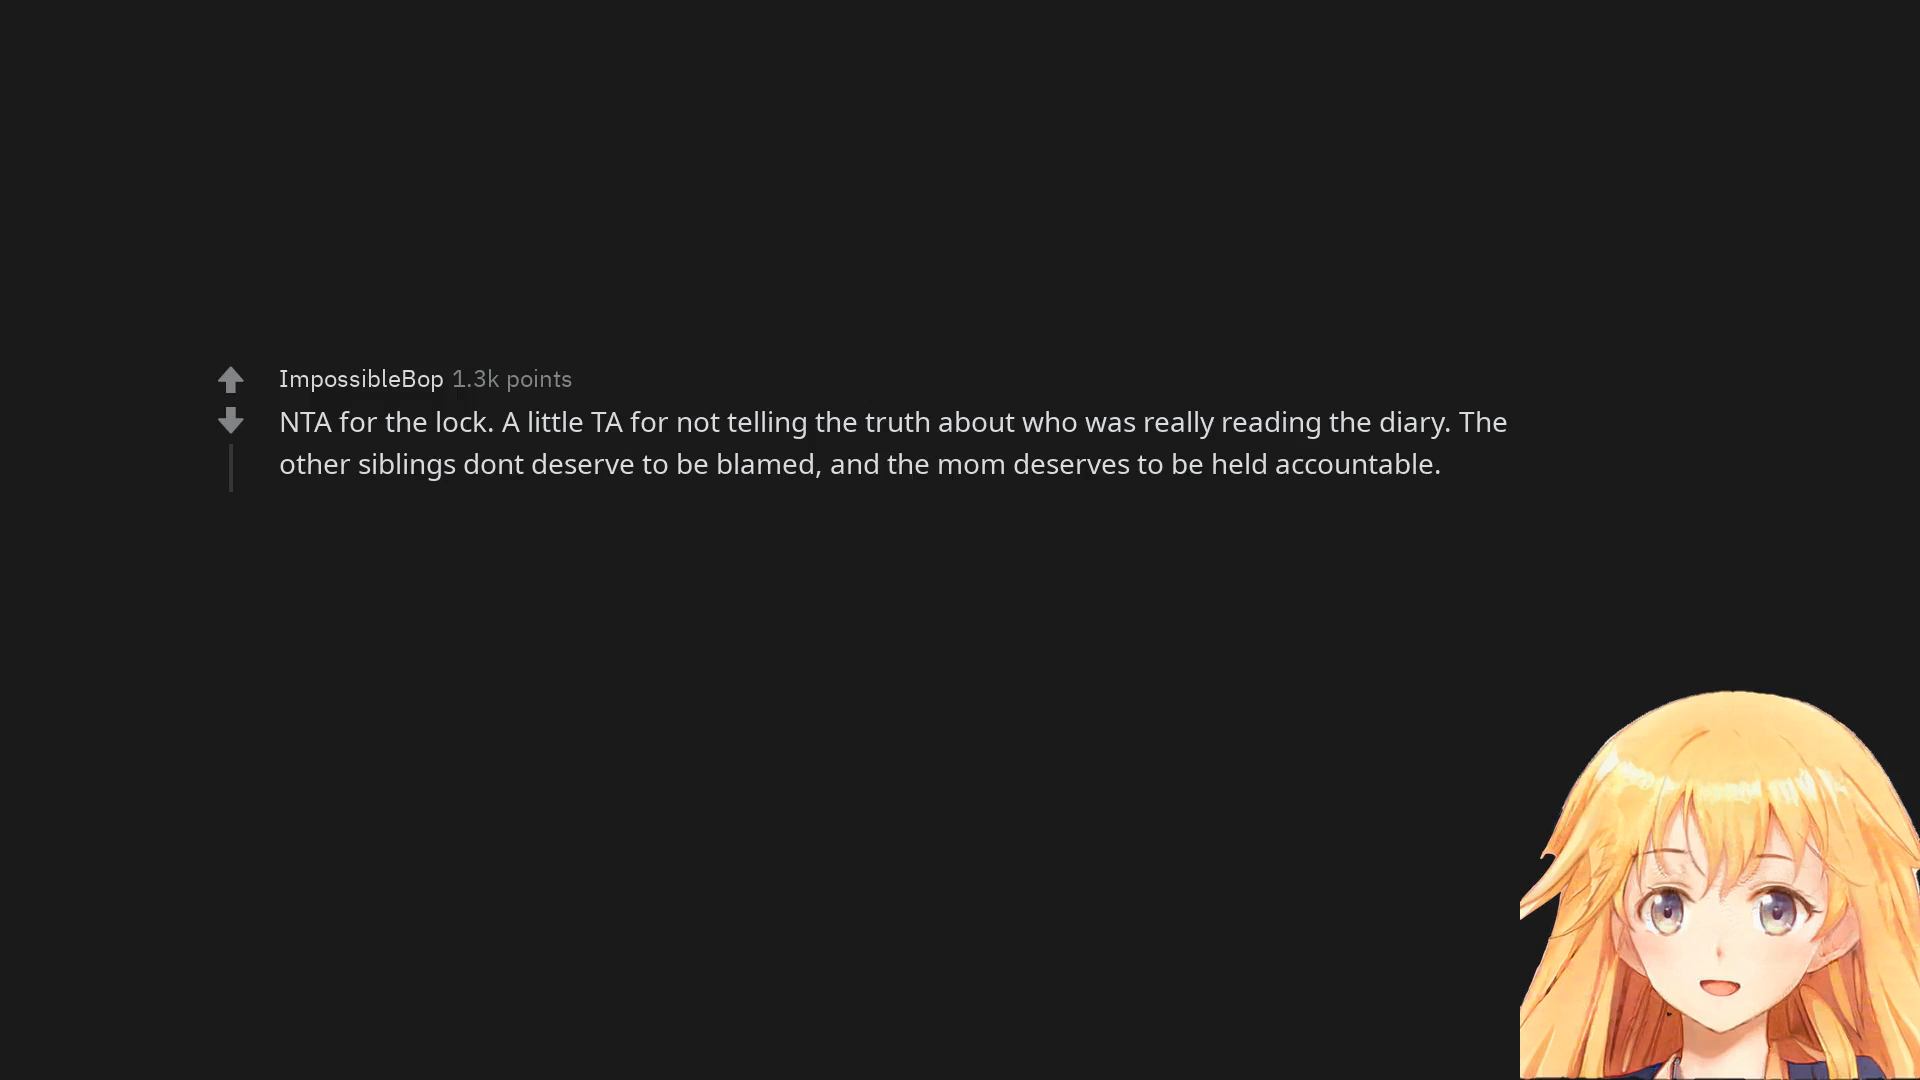 ImpossibleBop 1.3k points
NTA for the lock. A little TA for not telling the truth about who was really reading the diary. The
other siblings dont deserve to be blamed, and the mom deserves to be held accountable.